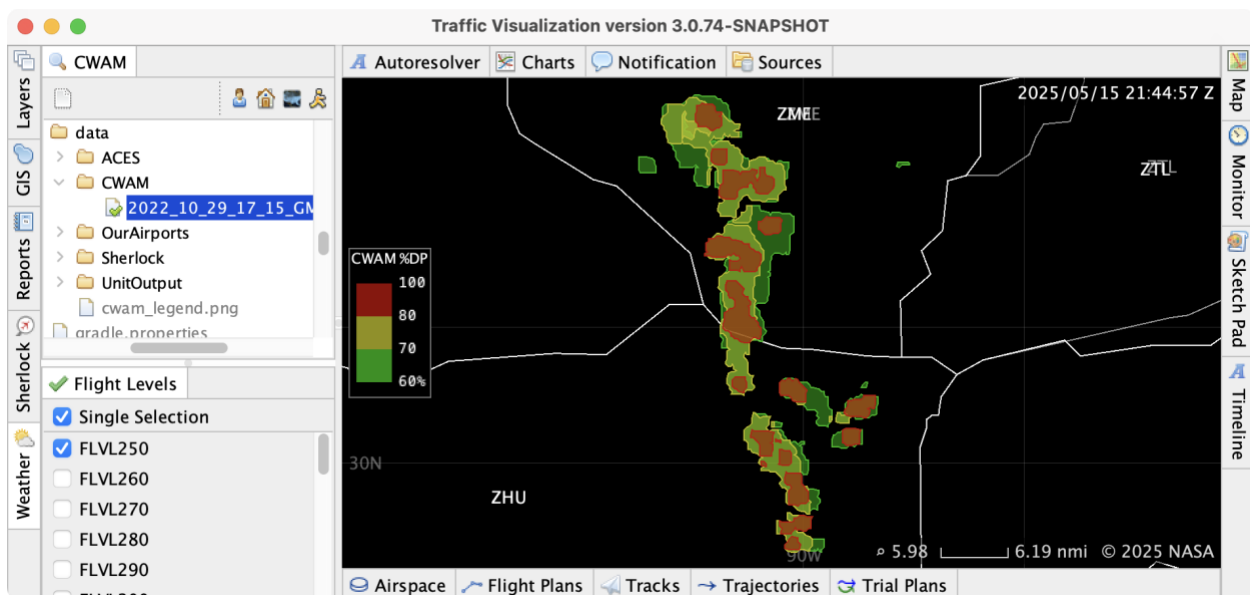 Traffic Visualization version 3.0.74-SNAPSHOT
Layers
GIS
Reports
Sherlock
Weather
CWAM
data
ACES
CWAM
2022_10_29_17_15_GM
OurAirports
Sherlock
UnitOutput
cwam_legend.png
gradle.properties
Flight Levels
Single Selection
FLVL250
FLVL260
FLVL270
FLVL280
FLVL290
Autoresolver Charts Notification Sources
2025/05/15 21:44:57 Z
ZME
ZTL
CWAM %DP
100
80
70
60%
30N
ZHU
90W
5.98 6.19 nmi © 2025 NASA
Airspace Flight Plans Tracks Trajectories Trial Plans
Map
Monitor
Sketch Pad
Timeline